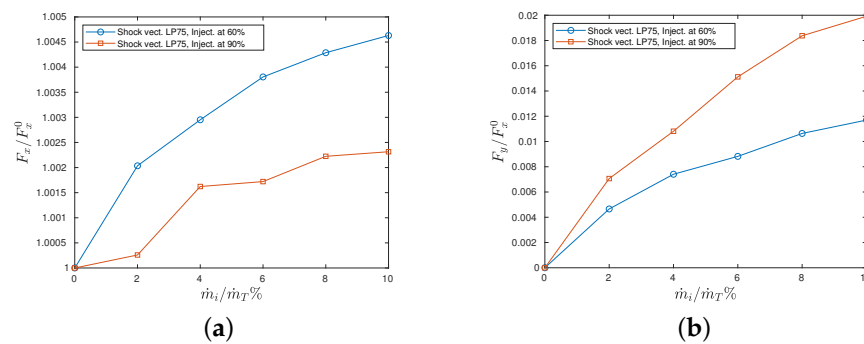 1.005
1.0045
1.004
1.0035
1.003
1.0025
1.002
1.0015
1.001
1.0005
1
0 2 4 6 8 10
F_x/F_x^0
ṁ_i/ṁ_T%
Shock vect. LP75, Inject. at 60%
Shock vect. LP75, Inject. at 90%
(a)
0.02
0.018
0.016
0.014
0.012
0.01
0.008
0.006
0.004
0.002
0
0 2 4 6 8
F_y/F_x^0
ṁ_i/ṁ_T%
Shock vect. LP75, Inject. at 60%
Shock vect. LP75, Inject. at 90%
(b)